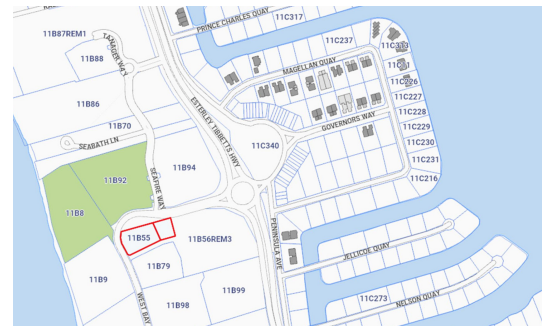 11C317
PRINCE CHARLES QUAY
11B87REM1
TANAGER WAY
11B88
11C237
11C313
MAGELLAN QUAY
11C226
11C227
11C228
GOVERNORS WAY
11C229
11C230
11C231
11C216
11B86
11B70
ESTERLEY TIBBETTS HWY
SEABATH LN
11C340
11B94
SEAFIRE WAY
11B92
11B8
11B55
11B56REM3
PENINSULA AVE
11B79
JELLICOE QUAY
11B9
WEST BAY
11B99
11B98
11C273
NELSON QUAY